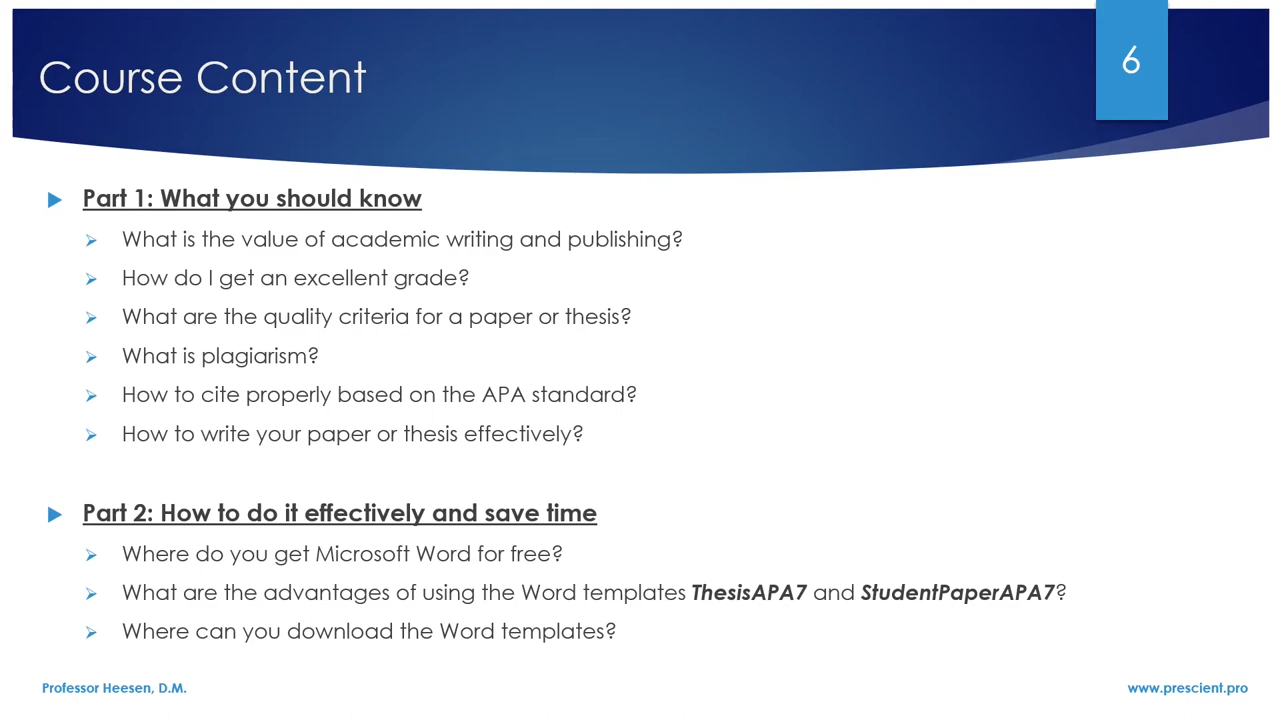 Course Content
6
Part 1: What you should know
What is the value of academic writing and publishing?
How do I get an excellent grade?
What are the quality criteria for a paper or thesis?
What is plagiarism?
How to cite properly based on the APA standard?
How to write your paper or thesis effectively?
Part 2: How to do it effectively and save time
Where do you get Microsoft Word for free?
What are the advantages of using the Word templates ThesisAPA7 and StudentPaperAPA7?
Where can you download the Word templates?
Professor Heesen, D.M.
www.prescient.pro